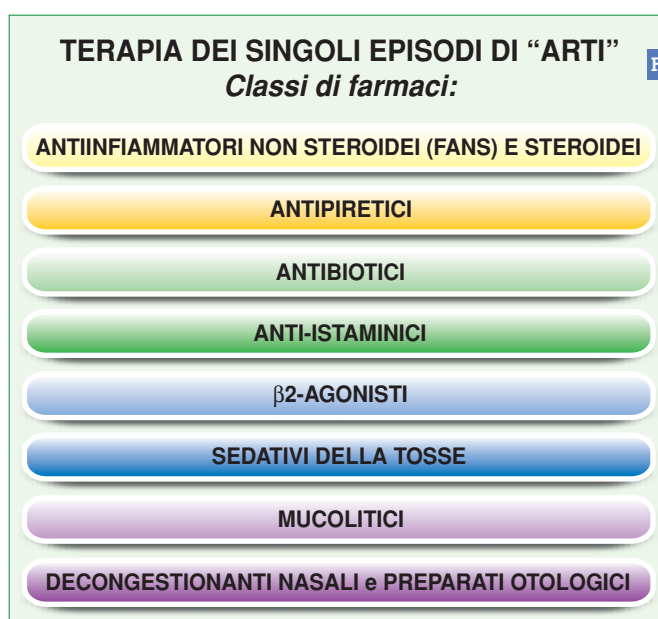 TERAPIA DEI SINGOLI EPISODI DI “ARTI”
Classi di farmaci:
ANTIINFIAMMATORI NON STEROIDEI (FANS) E STEROIDEI
ANTIPIRETICI
ANTIBIOTICI
ANTI-ISTAMINICI
β2-AGONISTI
SEDATIVI DELLA TOSSE
MUCOLITICI
DECONGESTIONANTI NASALI e PREPARATI OTOLOGICI